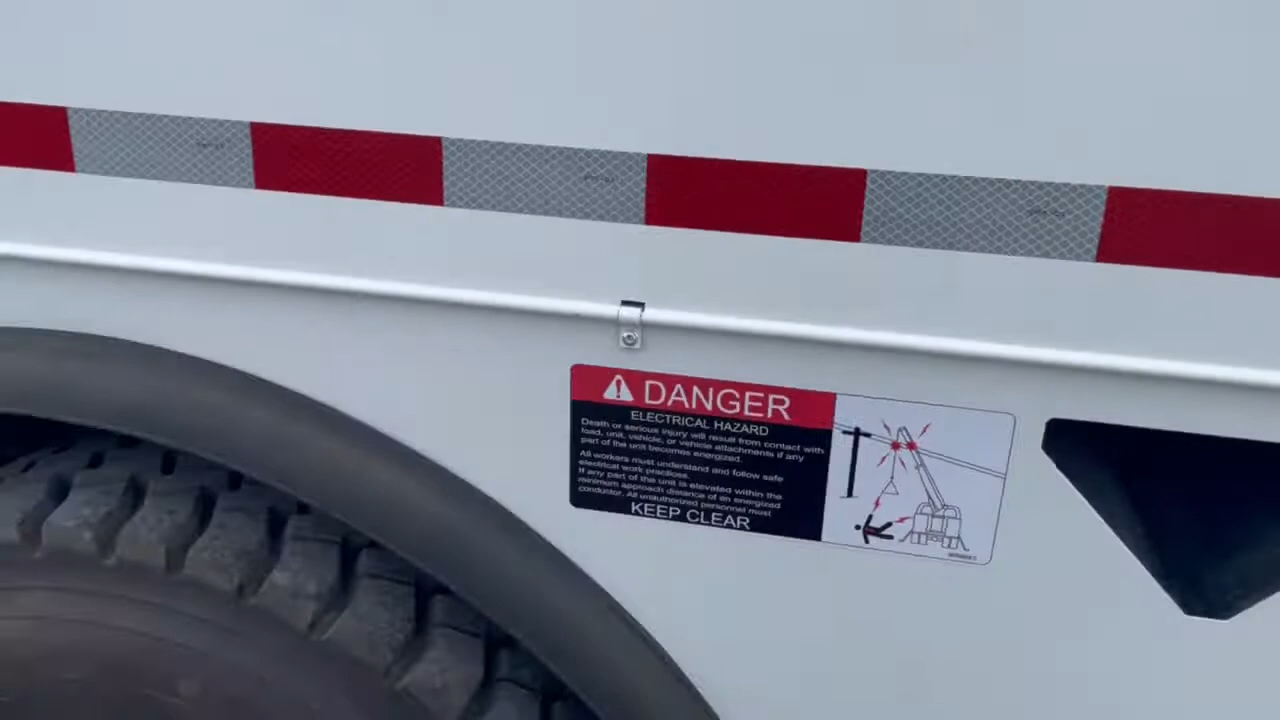 DANGER
ELECTRICAL HAZARD
Death or serious injury will result from contact with
load, unit, vehicle, or vehicle attachments if any
part of the unit becomes energized.
All workers must understand and follow safe
electrical work practices.
If any part of the unit is elevated within the
minimum approach distance of an energized
conductor. All unauthorized personnel must
KEEP CLEAR